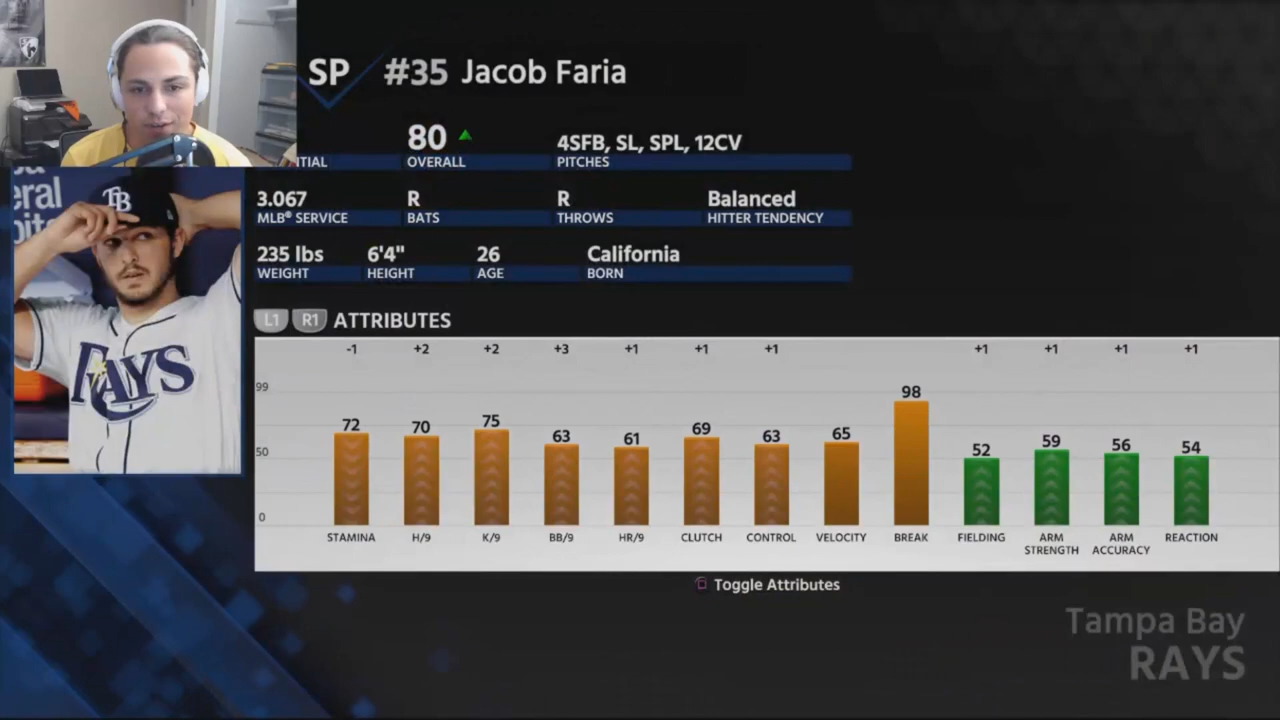 SP #35 Jacob Faria
80
4SFB, SL, SPL, 12CV
TIAL OVERALL PITCHES
3.067 R R Balanced
MLB® SERVICE BATS THROWS HITTER TENDENCY
235 lbs 6'4" 26 California
WEIGHT HEIGHT AGE BORN
TB
RAYS
L1 R1 ATTRIBUTES
-1 +2 +2 +3 +1 +1 +1 +1 +1 +1 +1
99
50
0
72 70 75 63 61 69 63 65 98 52 59 56 54
STAMINA H/9 K/9 BB/9 HR/9 CLUTCH CONTROL VELOCITY BREAK FIELDING ARM STRENGTH ARM ACCURACY REACTION
Toggle Attributes
Tampa Bay
RAYS